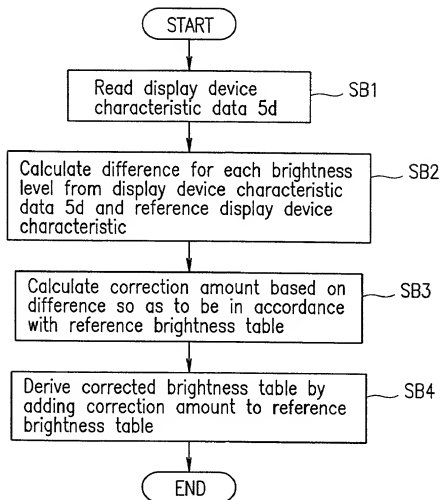 START
Read display device
characteristic data 5d
SB1
Calculate difference for each brightness
level from display device characteristic
data 5d and reference display device
characteristic
SB2
Calculate correction amount based on
difference so as to be in accordance
with reference brightness table
SB3
Derive corrected brightness table by
adding correction amount to reference
brightness table
SB4
END